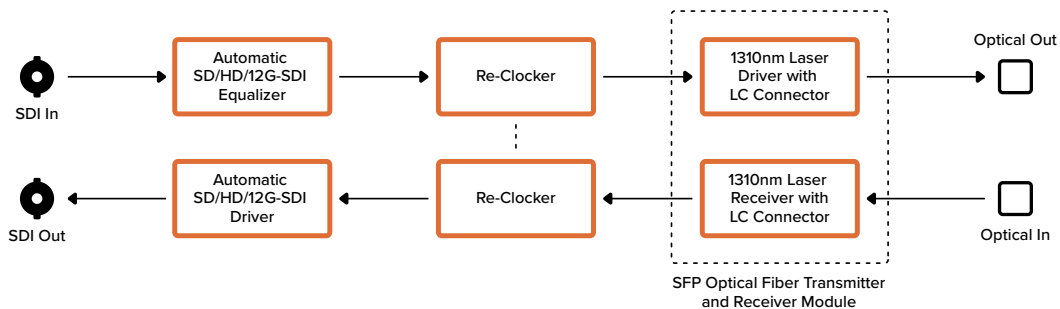 SDI In
Automatic
SD/HD/12G-SDI
Equalizer
Re-Clocker
1310nm Laser
Driver with
LC Connector
Optical Out
SDI Out
Automatic
SD/HD/12G-SDI
Driver
Re-Clocker
1310nm Laser
Receiver with
LC Connector
Optical In
SFP Optical Fiber Transmitter
and Receiver Module